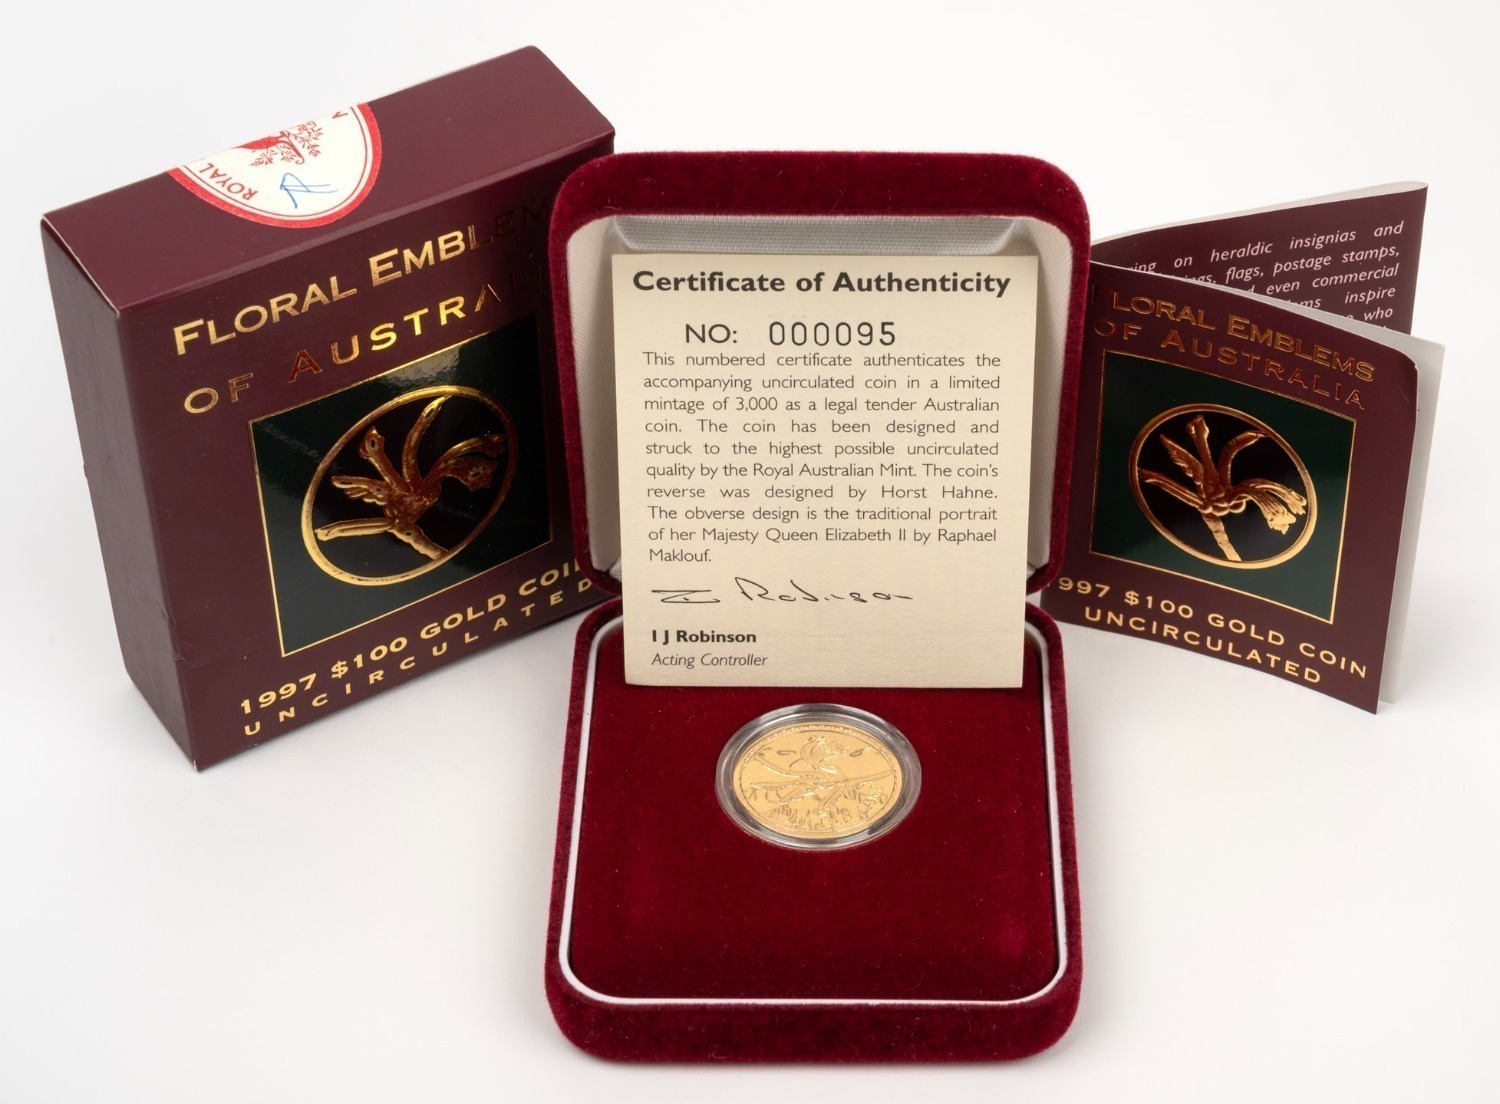 ROYAL
FLORAL EMBLEMS
OF AUSTRA
1997 $100 GOLD COI
UNCIRCULATED
Certificate of Authenticity
NO: 000095
This numbered certificate authenticates the
accompanying uncirculated coin in a limited
mintage of 3,000 as a legal tender Australian
coin. The coin has been designed and
struck to the highest possible uncirculated
quality by the Royal Australian Mint. The coin's
reverse was designed by Horst Hahne.
The obverse design is the traditional portrait
of her Majesty Queen Elizabeth II by Raphael
Maklouf.
I Robinson
I J Robinson
Acting Controller
on heraldic insignias and
flags, postage stamps,
even commercial
inspire
who
FLORAL EMBLEMS
OF AUSTRALIA
1997 $100 GOLD COIN
UNCIRCULATED